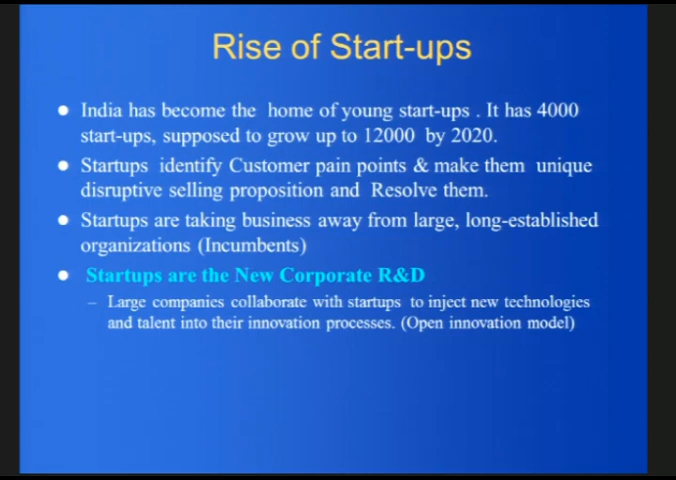 Rise of Start-ups
● India has become the home of young start-ups . It has 4000
start-ups, supposed to grow up to 12000 by 2020.
● Startups identify Customer pain points & make them unique
disruptive selling proposition and Resolve them.
● Startups are taking business away from large, long-established
organizations (Incumbents)
● Startups are the New Corporate R&D
– Large companies collaborate with startups to inject new technologies
and talent into their innovation processes. (Open innovation model)